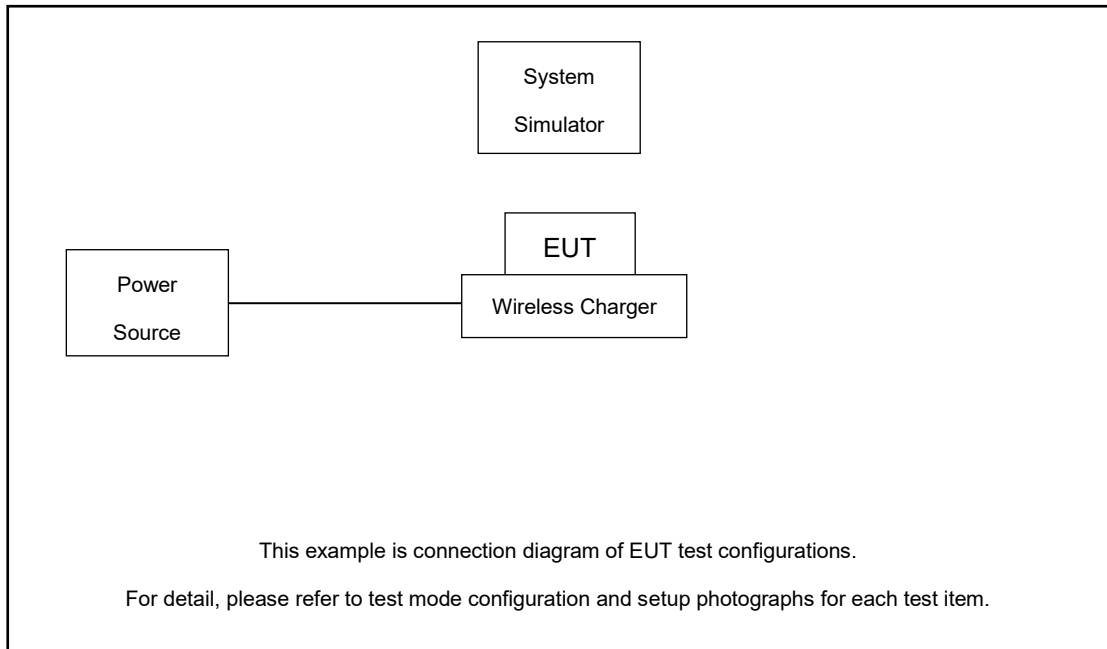 System
Simulator
EUT
Power
Source
Wireless Charger
This example is connection diagram of EUT test configurations.
For detail, please refer to test mode configuration and setup photographs for each test item.